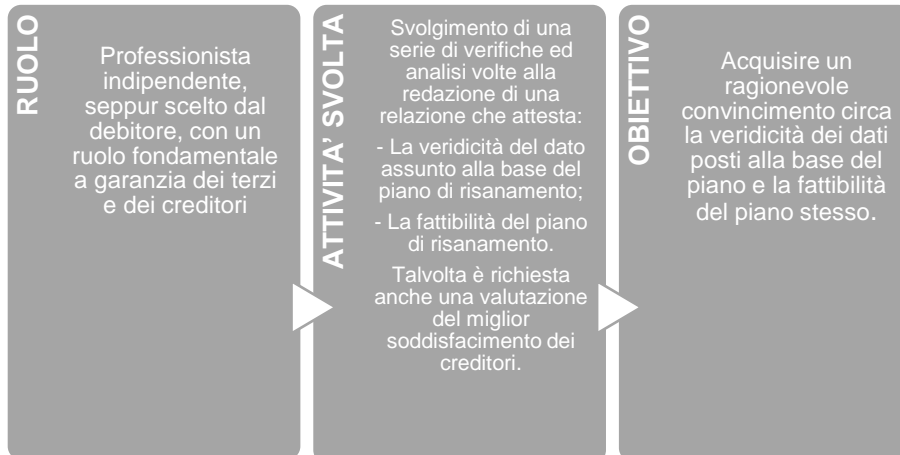 RUOLO
Professionista
indipendente,
seppur scelto dal
debitore, con un
ruolo fondamentale
a garanzia dei terzi
e dei creditori
ATTIVITA’ SVOLTA
Svolgimento di una
serie di verifiche ed
analisi volte alla
redazione di una
relazione che attesta:
- La veridicità del dato
assunto alla base del
piano di risanamento;
- La fattibilità del piano
di risanamento.
Talvolta è richiesta
anche una valutazione
del miglior
soddisfacimento dei
creditori.
OBIETTIVO
Acquisire un
ragionevole
convincimento circa
la veridicità dei dati
posti alla base del
piano e la fattibilità
del piano stesso.